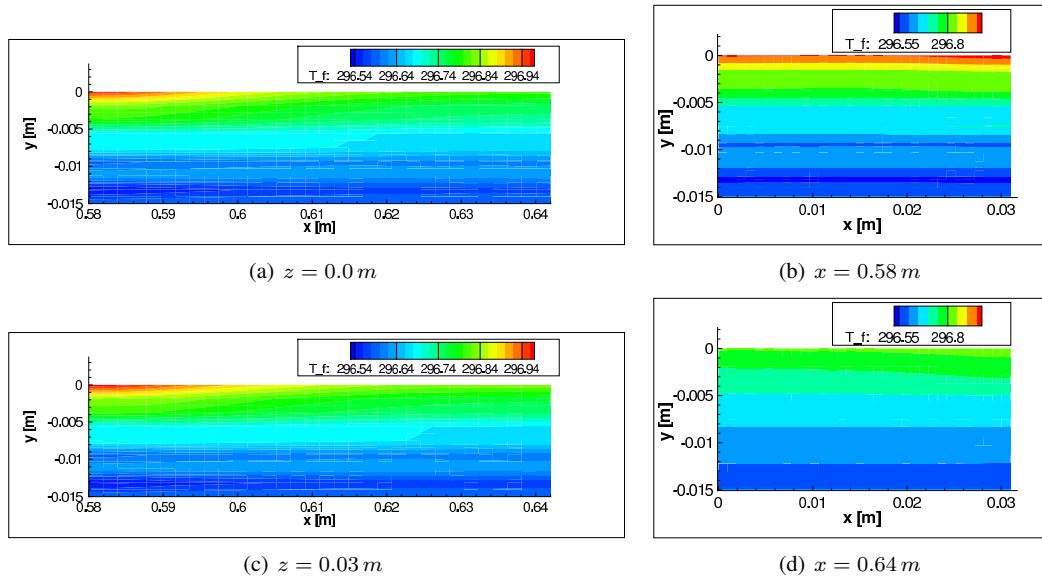 T_f: 296.54 296.64 296.74 296.84 296.94
y [m]
0
-0.005
-0.01
-0.015
0.58 0.59 0.6 0.61 0.62 0.63 0.64
x [m]
(a) z = 0.0 m
T_f: 296.55 296.8
y [m]
0
-0.005
-0.01
-0.015
0 0.01 0.02 0.03
x [m]
(b) x = 0.58 m
T_f: 296.54 296.64 296.74 296.84 296.94
y [m]
0
-0.005
-0.01
-0.015
0.58 0.59 0.6 0.61 0.62 0.63 0.64
x [m]
(c) z = 0.03 m
T_f: 296.55 296.8
y [m]
0
-0.005
-0.01
-0.015
0 0.01 0.02 0.03
x [m]
(d) x = 0.64 m